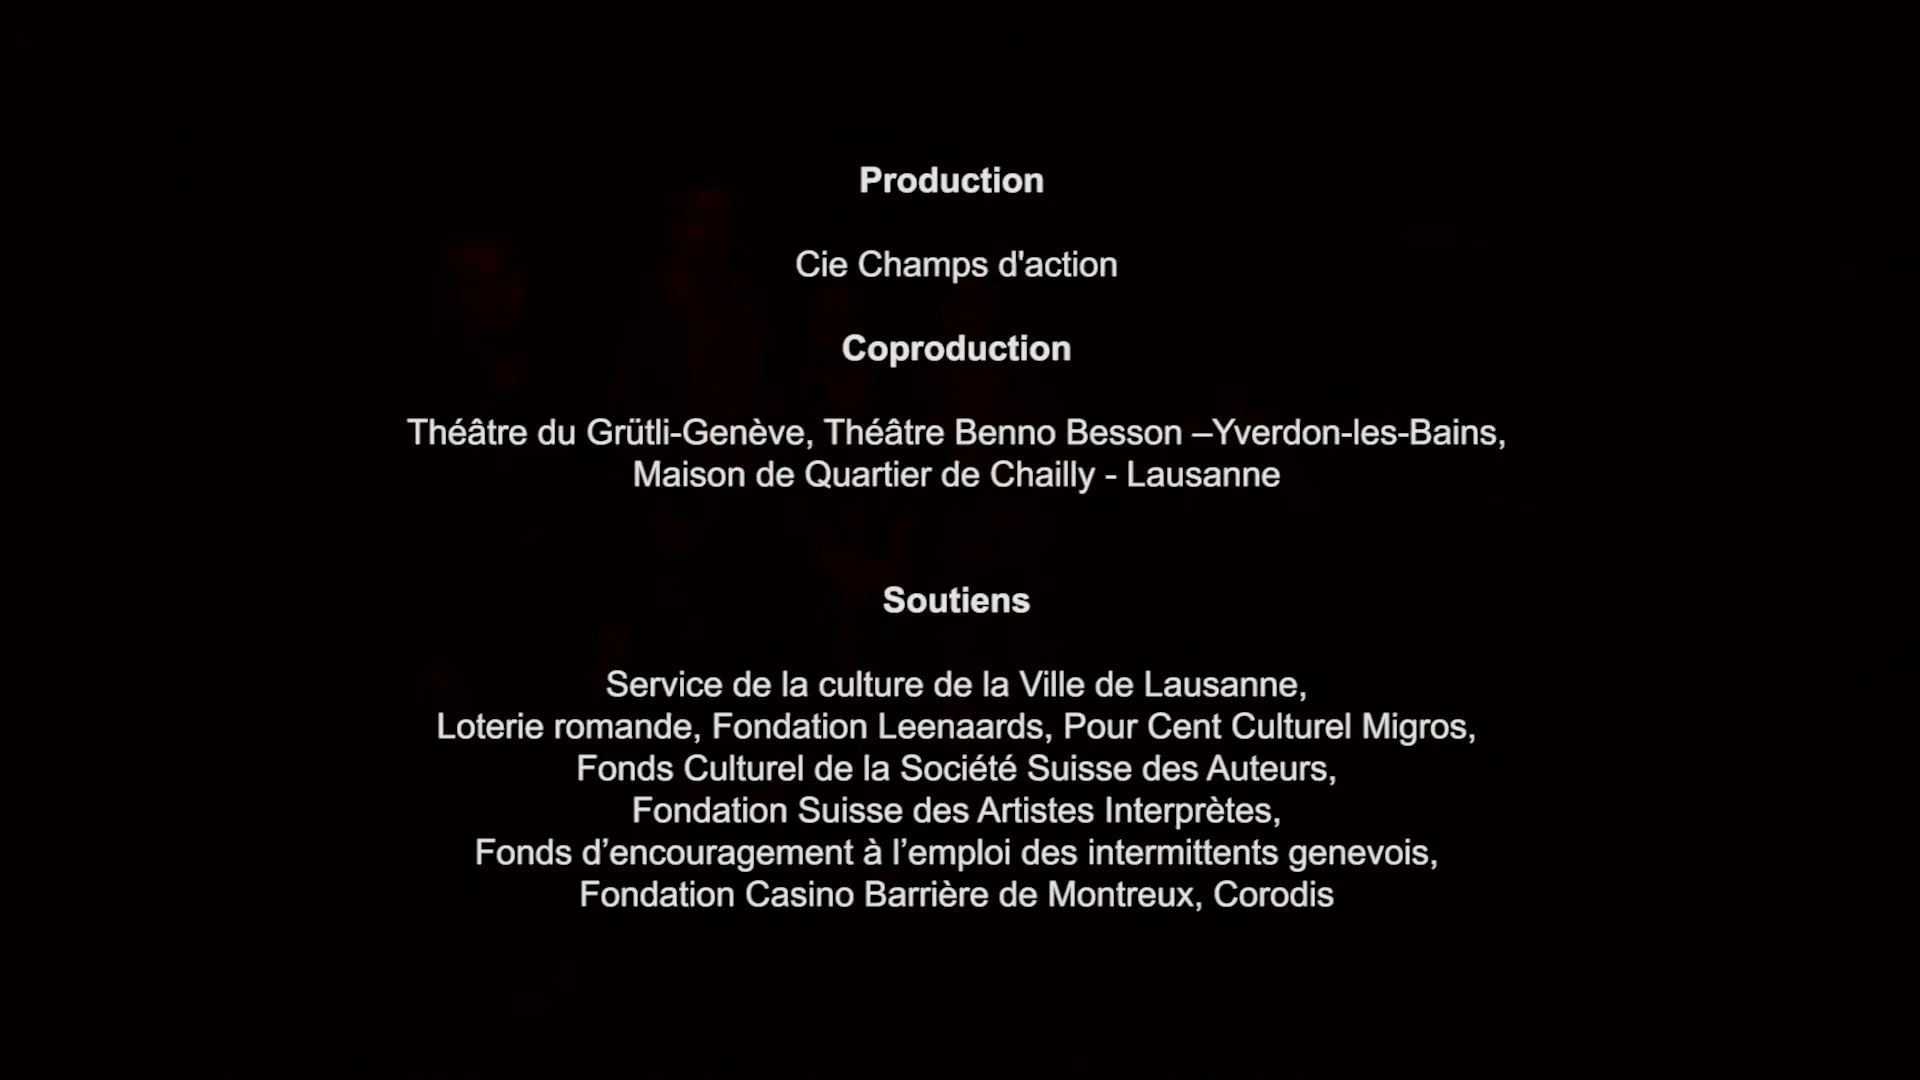 Production
Cie Champs d'action
Coproduction
Théâtre du Grütli-Genève, Théâtre Benno Besson –Yverdon-les-Bains,
Maison de Quartier de Chailly - Lausanne
Soutiens
Service de la culture de la Ville de Lausanne,
Loterie romande, Fondation Leenaards, Pour Cent Culturel Migros,
Fonds Culturel de la Société Suisse des Auteurs,
Fondation Suisse des Artistes Interprètes,
Fonds d’encouragement à l’emploi des intermittents genevois,
Fondation Casino Barrière de Montreux, Corodis